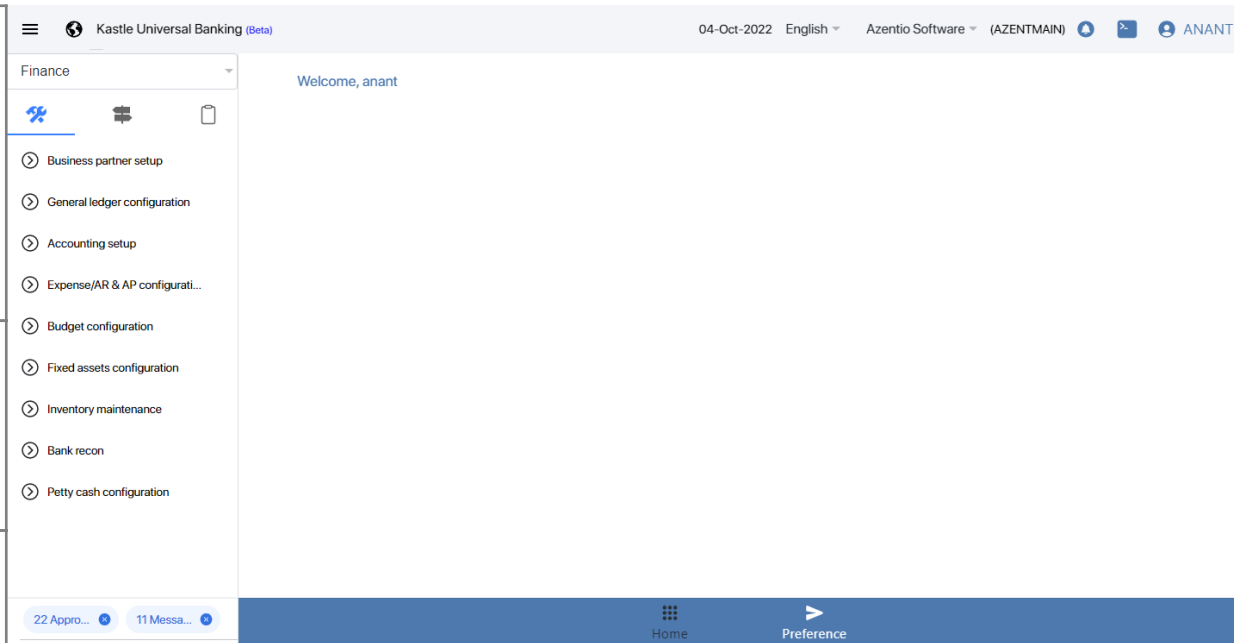 Kastle Universal Banking (Beta) 04-Oct-2022 English Azentio Software (AZENTMAIN) >_ ANANT
Finance
Welcome, anant
Business partner setup
General ledger configuration
Accounting setup
Expense/AR & AP configurati...
Budget configuration
Fixed assets configuration
Inventory maintenance
Bank recon
Petty cash configuration
22 Appro... 11 Messa...
Home Preference